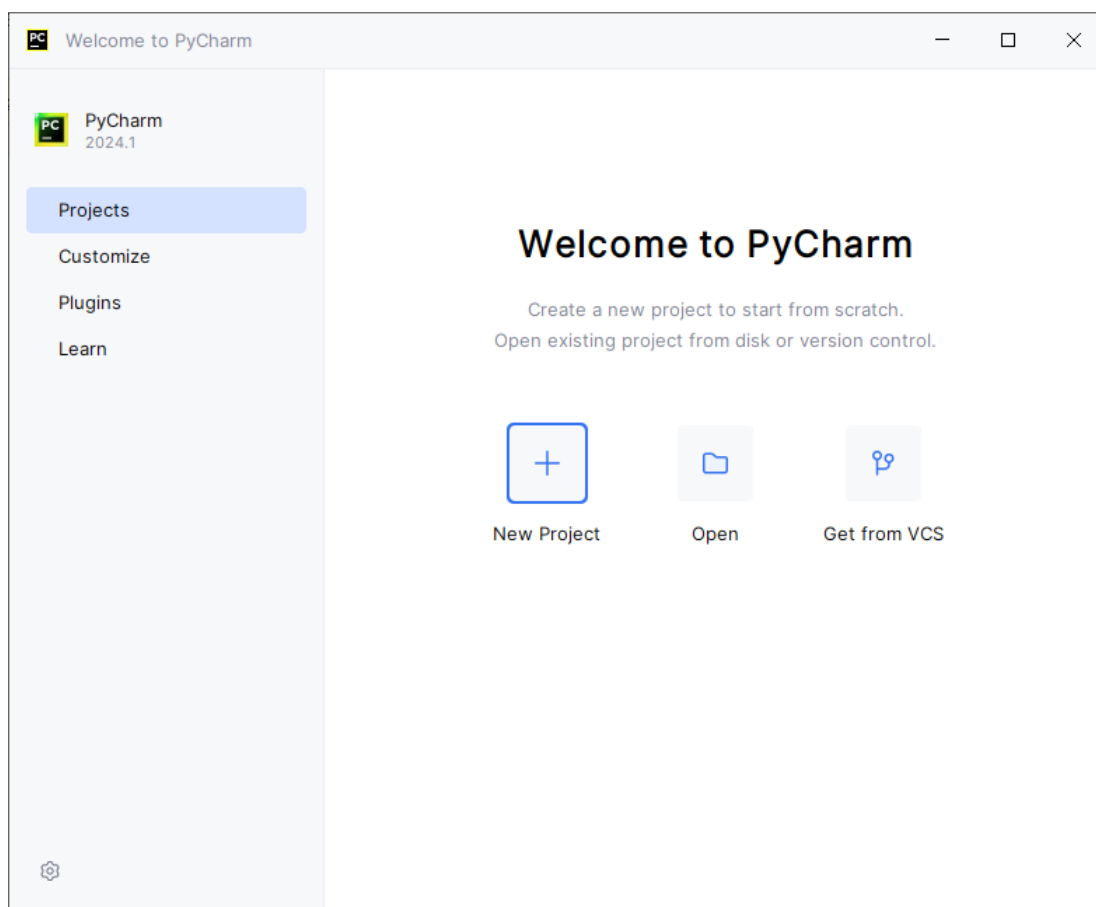 PC Welcome to PyCharm
PC PyCharm
2024.1
Projects
Customize
Plugins
Learn
Welcome to PyCharm
Create a new project to start from scratch.
Open existing project from disk or version control.
New Project Open Get from VCS